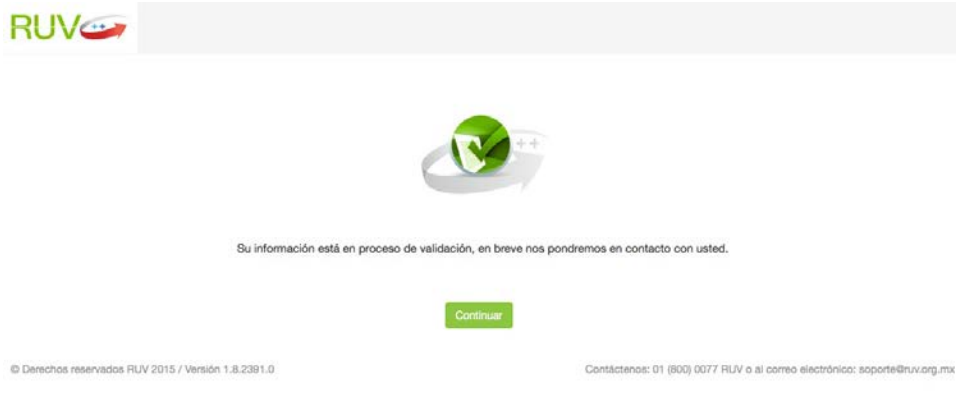 RUV++
++
Su información está en proceso de validación, en breve nos pondremos en contacto con usted.
Continuar
© Derechos reservados RUV 2015 / Versión 1.8.2391.0
Contáctenos: 01 (800) 0077 RUV o al correo electrónico: soporte@ruv.org.mx